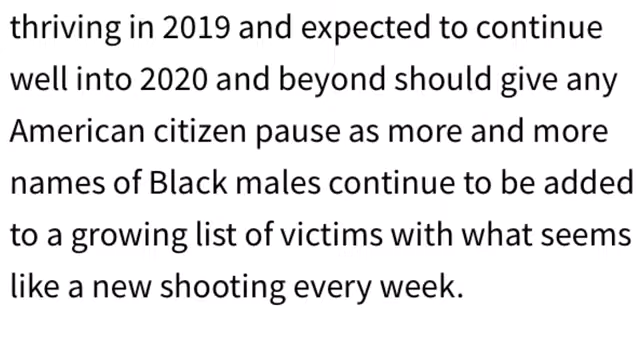 thriving in 2019 and expected to continue
well into 2020 and beyond should give any
American citizen pause as more and more
names of Black males continue to be added
to a growing list of victims with what seems
like a new shooting every week.